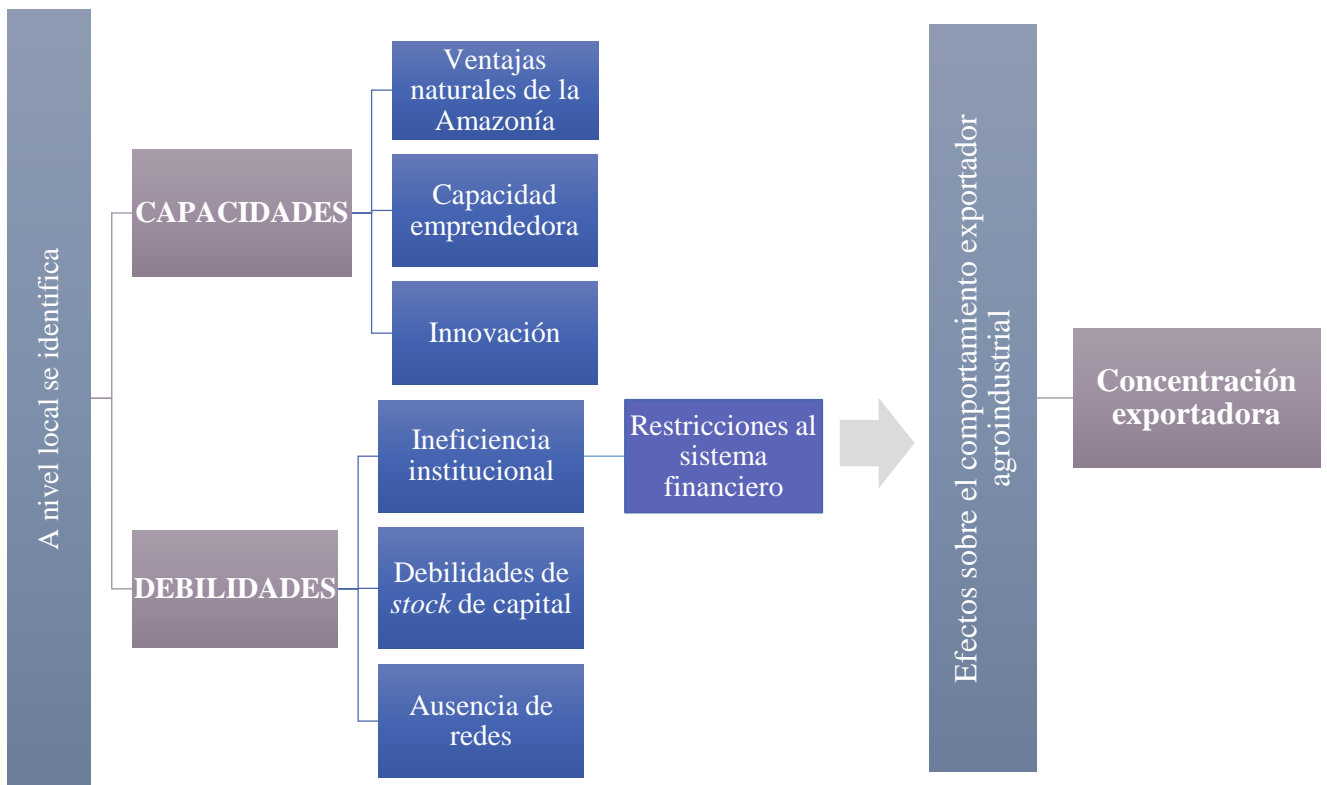 A nivel local se identifica
CAPACIDADES
Ventajas
naturales de la
Amazonía
Capacidad
emprendedora
Innovación
DEBILIDADES
Ineficiencia
institucional
Restricciones al
sistema
financiero
Debilidades de
stock de capital
Ausencia de
redes
Efectos sobre el comportamiento exportador
agroindustrial
Concentración
exportadora